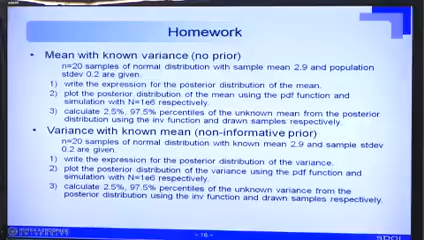 Homework
• Mean with known variance (no prior)
n=20 samples of normal distribution with sample mean 2.9 and population
stdev 0.2 are given.
1) write the expression for the posterior distribution of the mean.
2) plot the posterior distribution of the mean using the pdf function and
simulation with N=1e6 respectively.
3) calculate 2.5%, 97.5% percentiles of the unknown mean from the posterior
distribution using the inv function and drawn samples respectively.
• Variance with known mean (non-informative prior)
n=20 samples of normal distribution with known mean 2.9 and sample stdev
0.2 are given.
1) write the expression for the posterior distribution of the variance.
2) plot the posterior distribution of the variance using the pdf function and
simulation with N=1e6 respectively.
3) calculate 2.5%, 97.5% percentiles of the unknown variance from the
posterior distribution using the inv function and drawn samples respectively.
KOREA AEROSPACE
UNIVERSITY
- 16 -